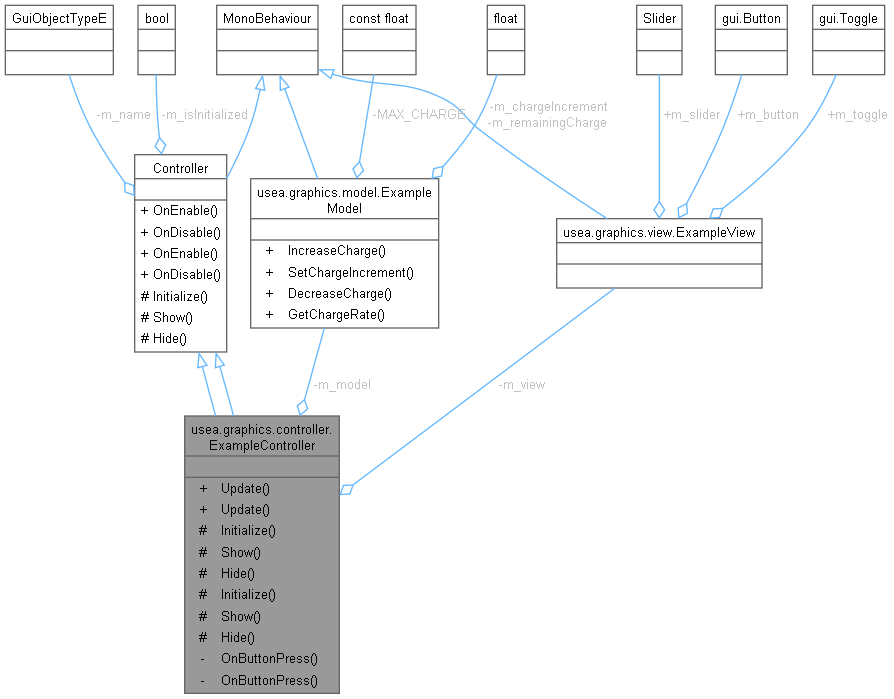 GuiObjectTypeE
bool
MonoBehaviour
const float
float
Slider
gui.Button
gui.Toggle
-m_name
-m_isInitialized
-MAX_CHARGE
-m_chargeIncrement
-m_remainingCharge
+m_slider
+m_button
+m_toggle
Controller
+ OnEnable()
+ OnDisable()
+ OnEnable()
+ OnDisable()
# Initialize()
# Show()
# Hide()
usea.graphics.model.Example
Model
+ IncreaseCharge()
+ SetChargeIncrement()
+ DecreaseCharge()
+ GetChargeRate()
usea.graphics.view.ExampleView
-m_model
-m_view
usea.graphics.controller.
ExampleController
+ Update()
+ Update()
# Initialize()
# Show()
# Hide()
# Initialize()
# Show()
# Hide()
- OnButtonPress()
- OnButtonPress()